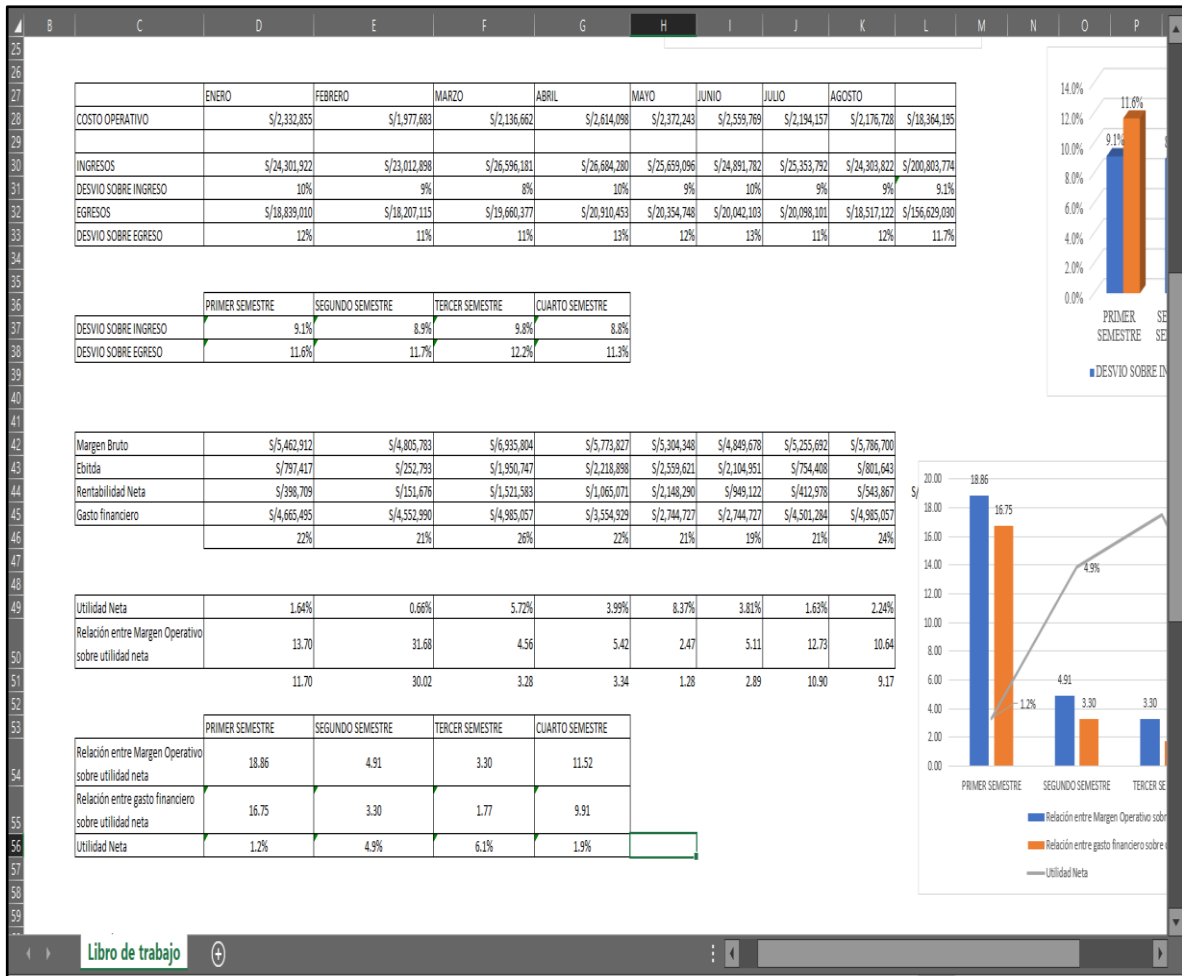 B C D E F G H I J K L M N O P
25
26
27 ENERO FEBRERO MARZO ABRIL MAYO JUNIO JULIO AGOSTO
28 COSTO OPERATIVO S/2,332,855 S/1,977,683 S/2,136,662 S/2,614,098 S/2,372,243 S/2,559,769 S/2,194,157 S/2,176,728 S/18,364,195
29
30 INGRESOS S/24,301,922 S/23,012,898 S/26,596,181 S/26,684,280 S/25,659,096 S/24,891,782 S/25,353,792 S/24,303,822 S/200,803,774
31 DESVIO SOBRE INGRESO 10% 9% 8% 10% 9% 10% 9% 9% 9.1%
32 EGRESOS S/18,839,010 S/18,207,115 S/19,660,377 S/20,910,453 S/20,354,748 S/20,042,103 S/20,098,101 S/18,517,122 S/156,629,030
33 DESVIO SOBRE EGRESO 12% 11% 11% 13% 12% 13% 11% 12% 11.7%
34
35
36 PRIMER SEMESTRE SEGUNDO SEMESTRE TERCER SEMESTRE CUARTO SEMESTRE
37 DESVIO SOBRE INGRESO 9.1% 8.9% 9.8% 8.8%
38 DESVIO SOBRE EGRESO 11.6% 11.7% 12.2% 11.3%
39
40
41
42 Margen Bruto S/5,462,912 S/4,805,783 S/6,935,804 S/5,773,827 S/5,304,348 S/4,849,678 S/5,255,692 S/5,786,700
43 Ebitda S/797,417 S/252,793 S/1,950,747 S/2,218,898 S/2,559,621 S/2,104,951 S/754,408 S/801,643
44 Rentabilidad Neta S/398,709 S/151,676 S/1,521,583 S/1,065,071 S/2,148,290 S/949,122 S/412,978 S/543,867 S/
45 Gasto financiero S/4,665,495 S/4,552,990 S/4,985,057 S/3,554,929 S/2,744,727 S/2,744,727 S/4,501,284 S/4,985,057
46 22% 21% 26% 22% 21% 19% 21% 24%
47
48
49 Utilidad Neta 1.64% 0.66% 5.72% 3.99% 8.37% 3.81% 1.63% 2.24%
Relación entre Margen Operativo
50 sobre utilidad neta 13.70 31.68 4.56 5.42 2.47 5.11 12.73 10.64
51 11.70 30.02 3.28 3.34 1.28 2.89 10.90 9.17
52
53 PRIMER SEMESTRE SEGUNDO SEMESTRE TERCER SEMESTRE CUARTO SEMESTRE
Relación entre Margen Operativo
54 sobre utilidad neta 18.86 4.91 3.30 11.52
Relación entre gasto financiero
55 sobre utilidad neta 16.75 3.30 1.77 9.91
56 Utilidad Neta 1.2% 4.9% 6.1% 1.9%
57
58
59
14.0%
12.0%
10.0%
8.0%
6.0%
4.0%
2.0%
0.0%
11.6%
9.1%
PRIMER SE
SEMESTRE SE
DESVIO SOBRE IN
20.00
18.00
16.00
14.00
12.00
10.00
8.00
6.00
4.00
2.00
0.00
18.86
16.75
4.9%
1.2%
4.91
3.30
3.30
PRIMER SEMESTRE SEGUNDO SEMESTRE TERCER SE
Relación entre Margen Operativo sobr
Relación entre gasto financiero sobre
Utilidad Neta
Libro de trabajo